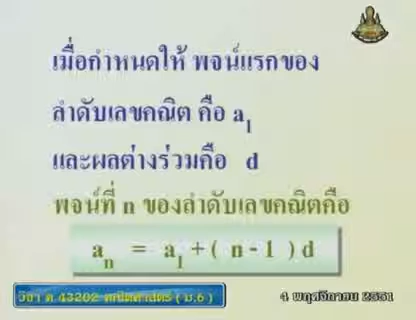 เมื่อกำหนดให้ พจน์แรกของ
ลำดับเลขคณิต คือ a₁
และผลต่างร่วมคือ d
พจน์ที่ n ของลำดับเลขคณิตคือ
aₙ = a₁ + ( n - 1 ) d
วิชา ค 43202 คณิตศาสตร์ ( ม.6 )
4 พฤศจิกายน 2551